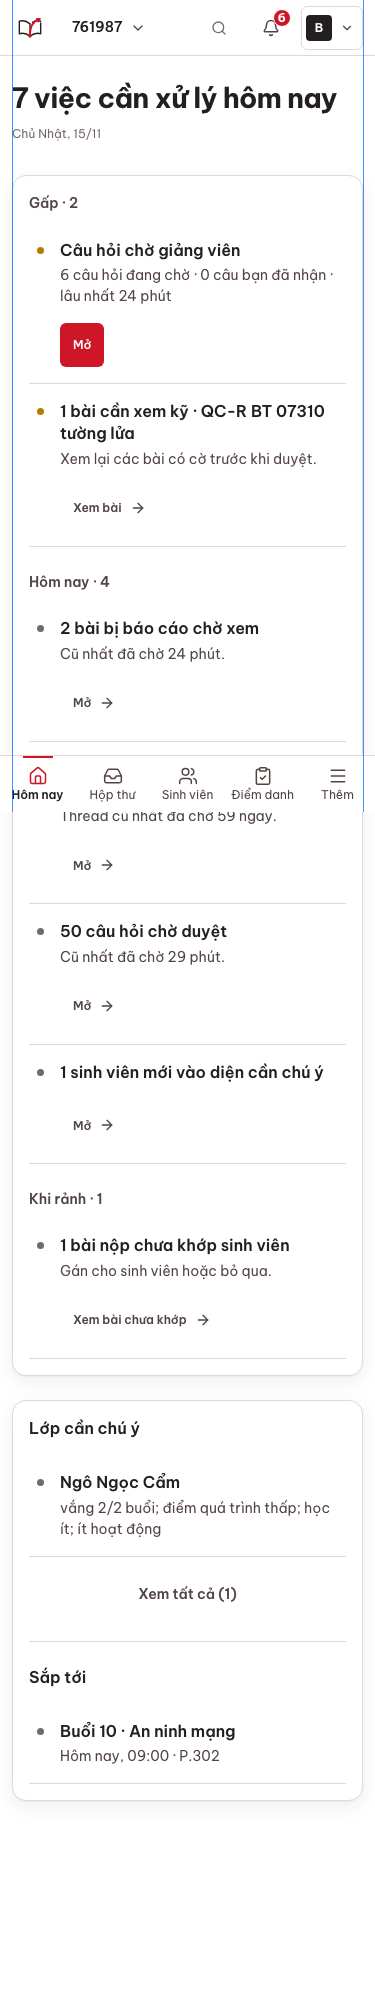 761987
6
B
7 việc cần xử lý hôm nay
Chủ Nhật, 15/11
Gấp · 2
Câu hỏi chờ giảng viên
6 câu hỏi đang chờ · 0 câu bạn đã nhận ·
lâu nhất 24 phút
Mở
1 bài cần xem kỹ · QC-R BT 07310
tường lửa
Xem lại các bài có cờ trước khi duyệt.
Xem bài
Hôm nay · 4
2 bài bị báo cáo chờ xem
Cũ nhất đã chờ 24 phút.
Mở
Hôm nay
Hộp thư
Sinh viên
Điểm danh
Thêm
Thread cũ nhất đã chờ 59 ngày.
Mở
50 câu hỏi chờ duyệt
Cũ nhất đã chờ 29 phút.
Mở
1 sinh viên mới vào diện cần chú ý
Mở
Khi rảnh · 1
1 bài nộp chưa khớp sinh viên
Gán cho sinh viên hoặc bỏ qua.
Xem bài chưa khớp
Lớp cần chú ý
Ngô Ngọc Cẩm
vắng 2/2 buổi; điểm quá trình thấp; học
ít; ít hoạt động
Xem tất cả (1)
Sắp tới
Buổi 10 · An ninh mạng
Hôm nay, 09:00 · P.302